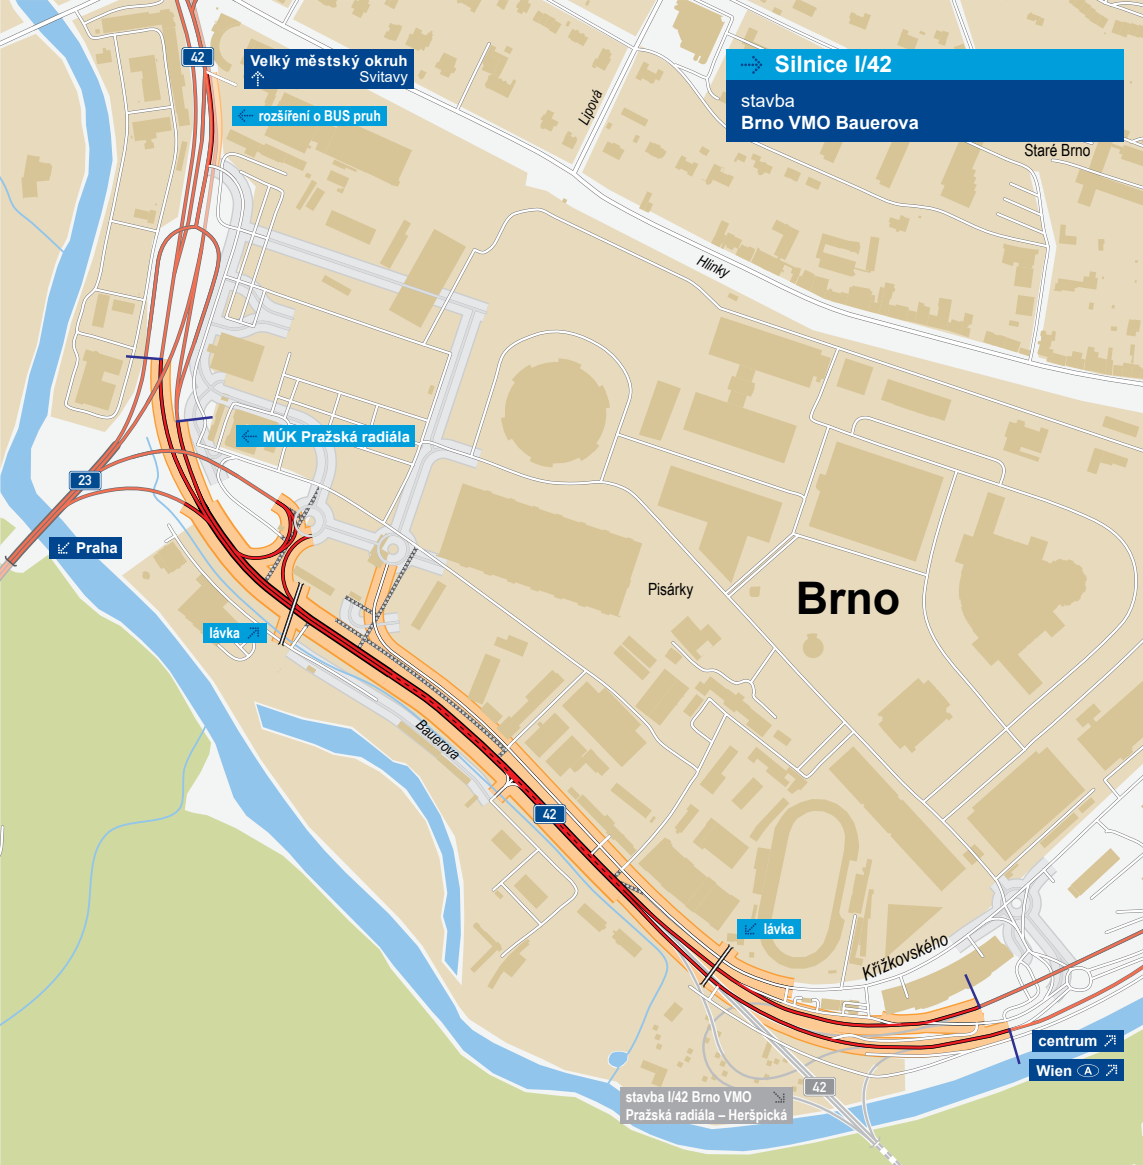 42
Velký městský okruh
Svitavy
rozšíření o BUS pruh
Silnice I/42
stavba
Brno VMO Bauerova
Staré Brno
Lipová
Hlinky
MÚK Pražská radiála
23
Praha
Pisárky
Brno
lávka
Bauerova
42
lávka
Křížkovského
centrum
Wien A
42
stavba I/42 Brno VMO
Pražská radiála – Heršpická